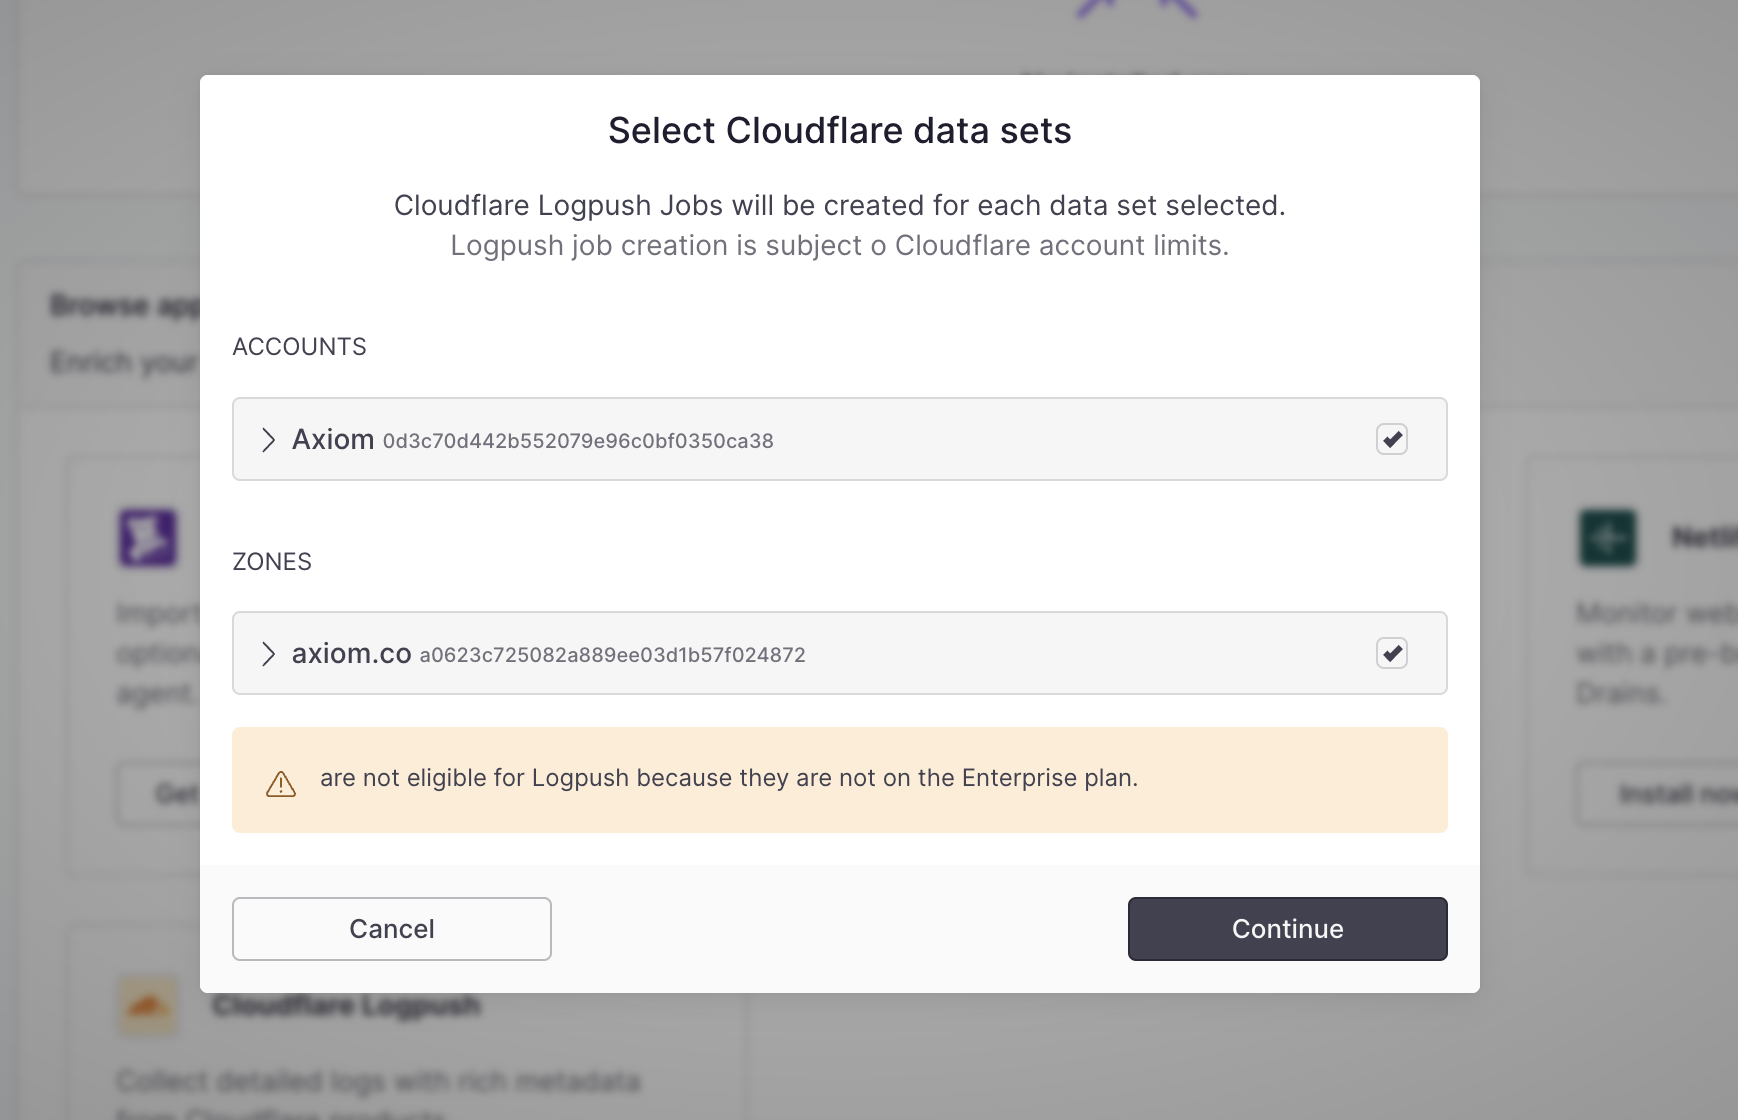 Select Cloudflare data sets
Cloudflare Logpush Jobs will be created for each data set selected.
Logpush job creation is subject o Cloudflare account limits.
Browse app
Enrich your
ACCOUNTS
Axiom 0d3c70d442b552079e96c0bf0350ca38
ZONES
axiom.co a0623c725082a889ee03d1b57f024872
are not eligible for Logpush because they are not on the Enterprise plan.
Import
option
agent.
Get
Monitor web
with a pre-b
Drains.
Install now
Cancel
Continue
Cloudflare Logpush
Collect detailed logs with rich metadata
from Cloudflare products.